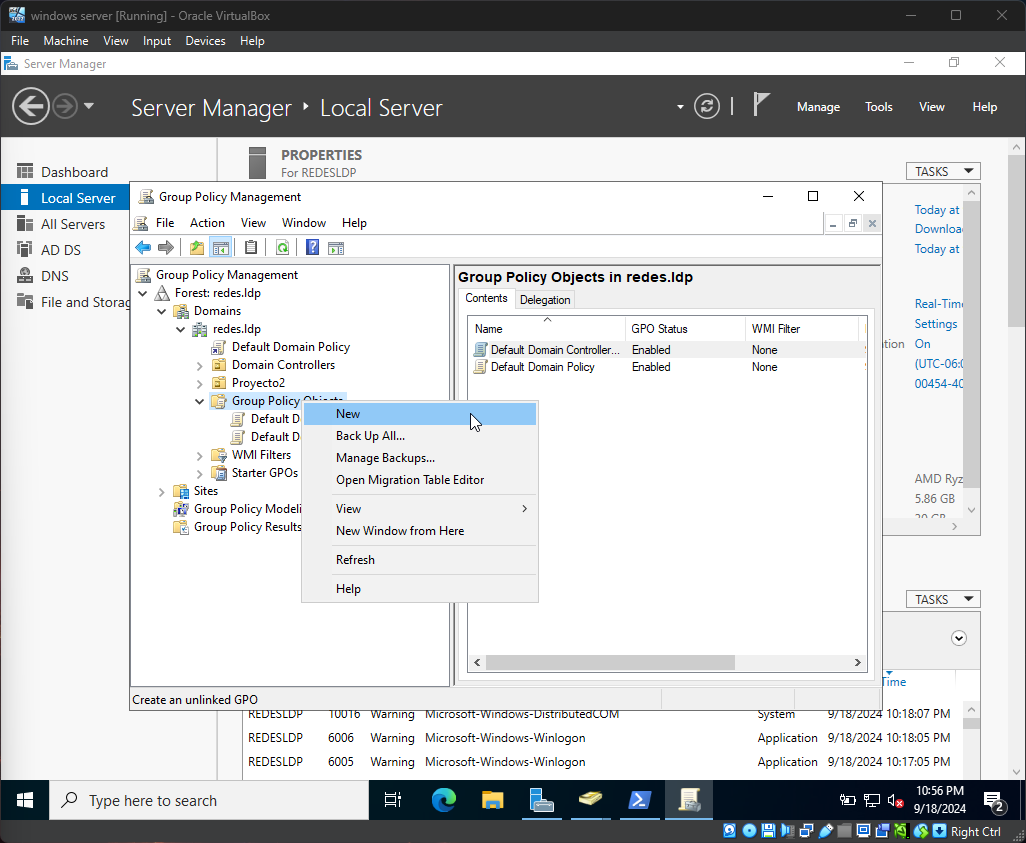 windows server [Running] - Oracle VirtualBox
File Machine View Input Devices Help
Server Manager
Server Manager Local Server
Manage Tools View Help
Dashboard
Local Server
All Servers
AD DS
DNS
File and Storag
PROPERTIES
For REDESLDP
TASKS
Today at
Downloa
Today at
Real-Time
Settings
On
(UTC-06:0
00454-40
AMD Ryz
5.86 GB
Group Policy Management
File Action View Window Help
Group Policy Management
Forest: redes.ldp
Domains
redes.ldp
Default Domain Policy
Domain Controllers
Proyecto2
Group Policy Objects
Default D
Default D
WMI Filters
Starter GPOs
Sites
Group Policy Modeli
Group Policy Results
New
Back Up All...
Manage Backups...
Open Migration Table Editor
View
New Window from Here
Refresh
Help
Group Policy Objects in redes.ldp
Contents Delegation
Name GPO Status WMI Filter
Default Domain Controller... Enabled None
Default Domain Policy Enabled None
Create an unlinked GPO
TASKS
Time
REDESLDP 10016 Warning Microsoft-Windows-DistributedCOM System 9/18/2024 10:18:07 PM
REDESLDP 6006 Warning Microsoft-Windows-Winlogon Application 9/18/2024 10:18:05 PM
REDESLDP 6005 Warning Microsoft-Windows-Winlogon Application 9/18/2024 10:17:05 PM
Type here to search
10:56 PM
9/18/2024
2
Right Ctrl